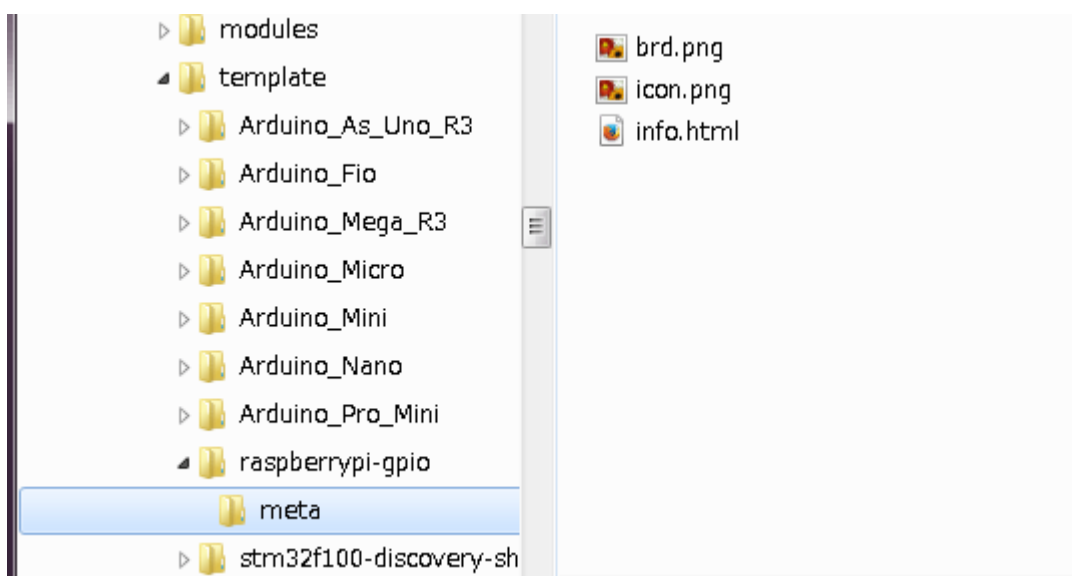 modules
template
Arduino_As_Uno_R3
Arduino_Fio
Arduino_Mega_R3
Arduino_Micro
Arduino_Mini
Arduino_Nano
Arduino_Pro_Mini
raspberrypi-gpio
meta
stm32f100-discovery-sh
brd.png
icon.png
info.html